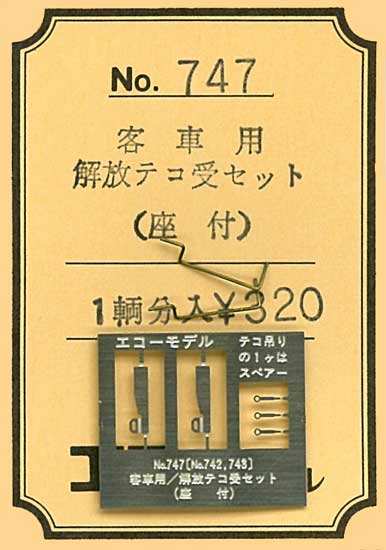 No. 747
客車用
解放テコ受セット
(座付)
1輌分入¥320
エコーモデル
テコ吊り
の1ヶは
スペアー
No.747[No.742,743]
客車用/解放テコ受セット
(座 付)